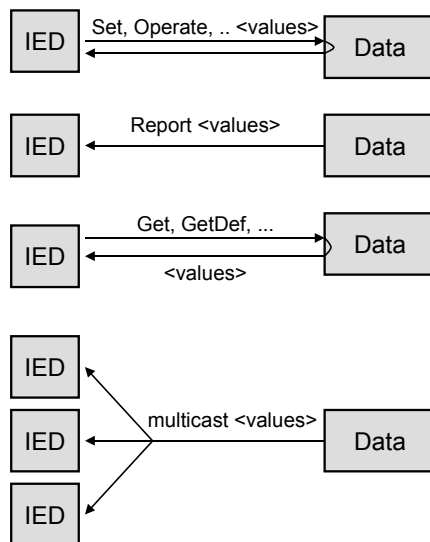 IED
Set, Operate, .. <values>
Data
IED
Report <values>
Data
IED
Get, GetDef, ...
<values>
Data
IED
IED
multicast <values>
Data
IED